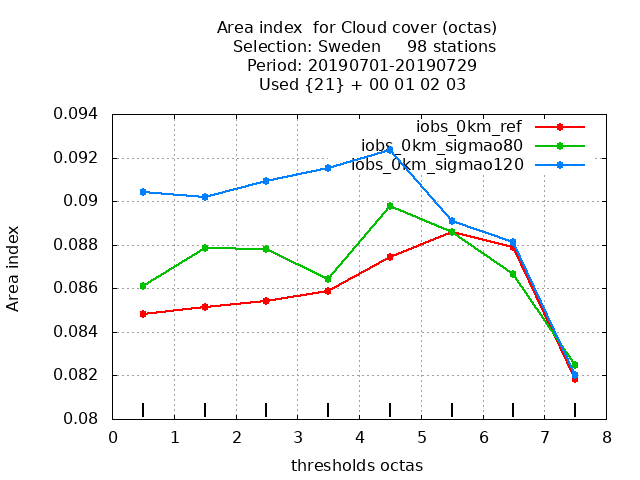 Area index  for Cloud cover (octas)
Selection: Sweden     98 stations
Period: 20190701-20190729
Used {21} + 00 01 02 03
iobs_0km_ref
iobs_0km_sigmao80
iobs_0km_sigmao120
Area index
0.094
0.092
0.09
0.088
0.086
0.084
0.082
0.08
0 1 2 3 4 5 6 7 8
thresholds octas